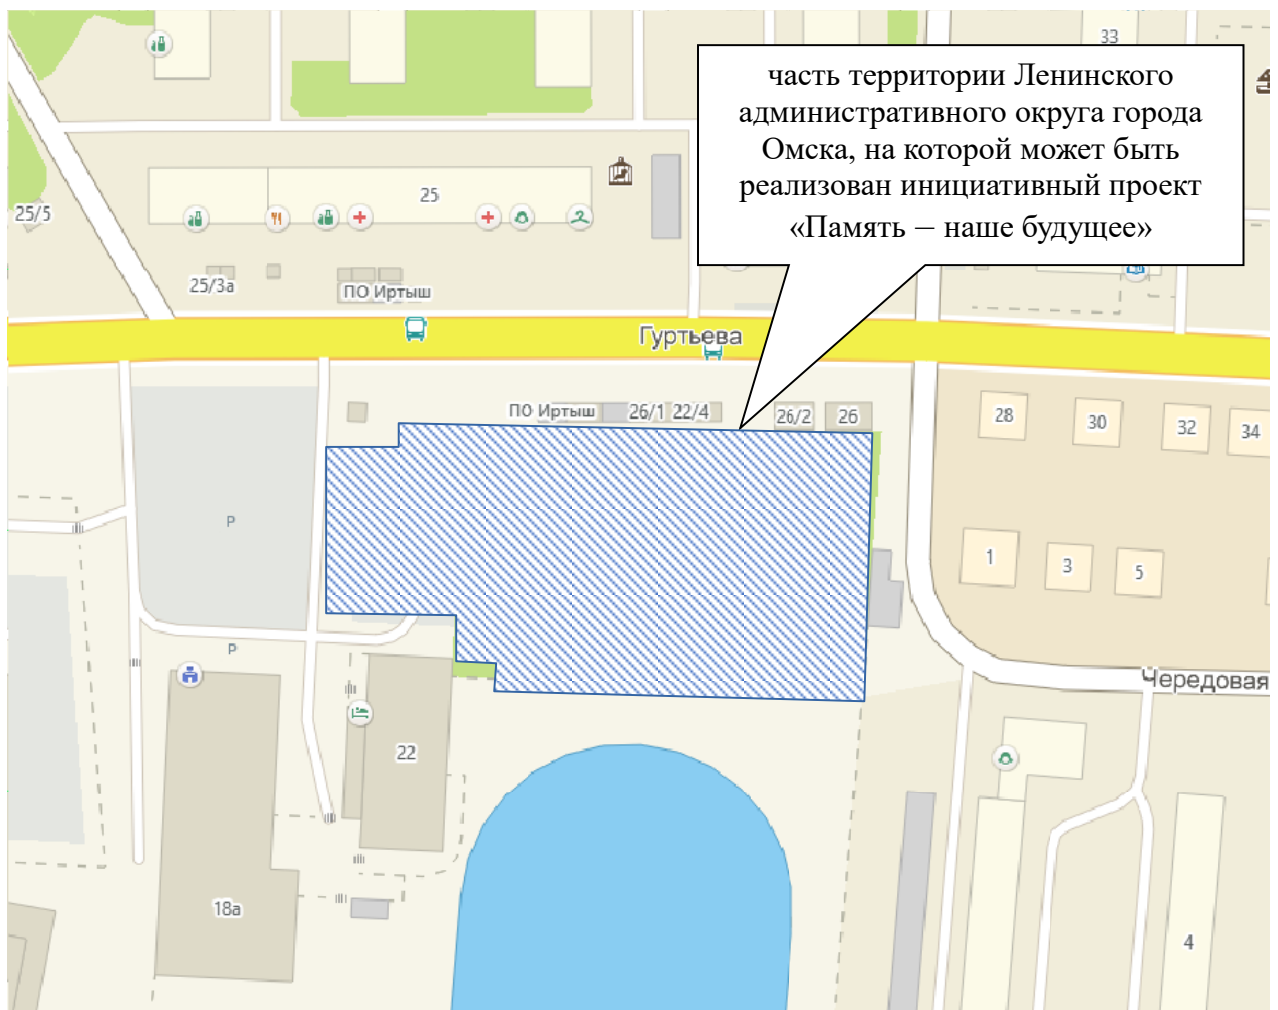 33
часть территории Ленинского
административного округа города
Омска, на которой может быть
реализован инициативный проект
«Память – наше будущее»
25
25/5
25/3а
ПО Иртыш
Гуртьева
ПО Иртыш
26/1
22/4
26/2
26
28
30
32
34
P
1
3
5
P
Чередовая
22
18а
4